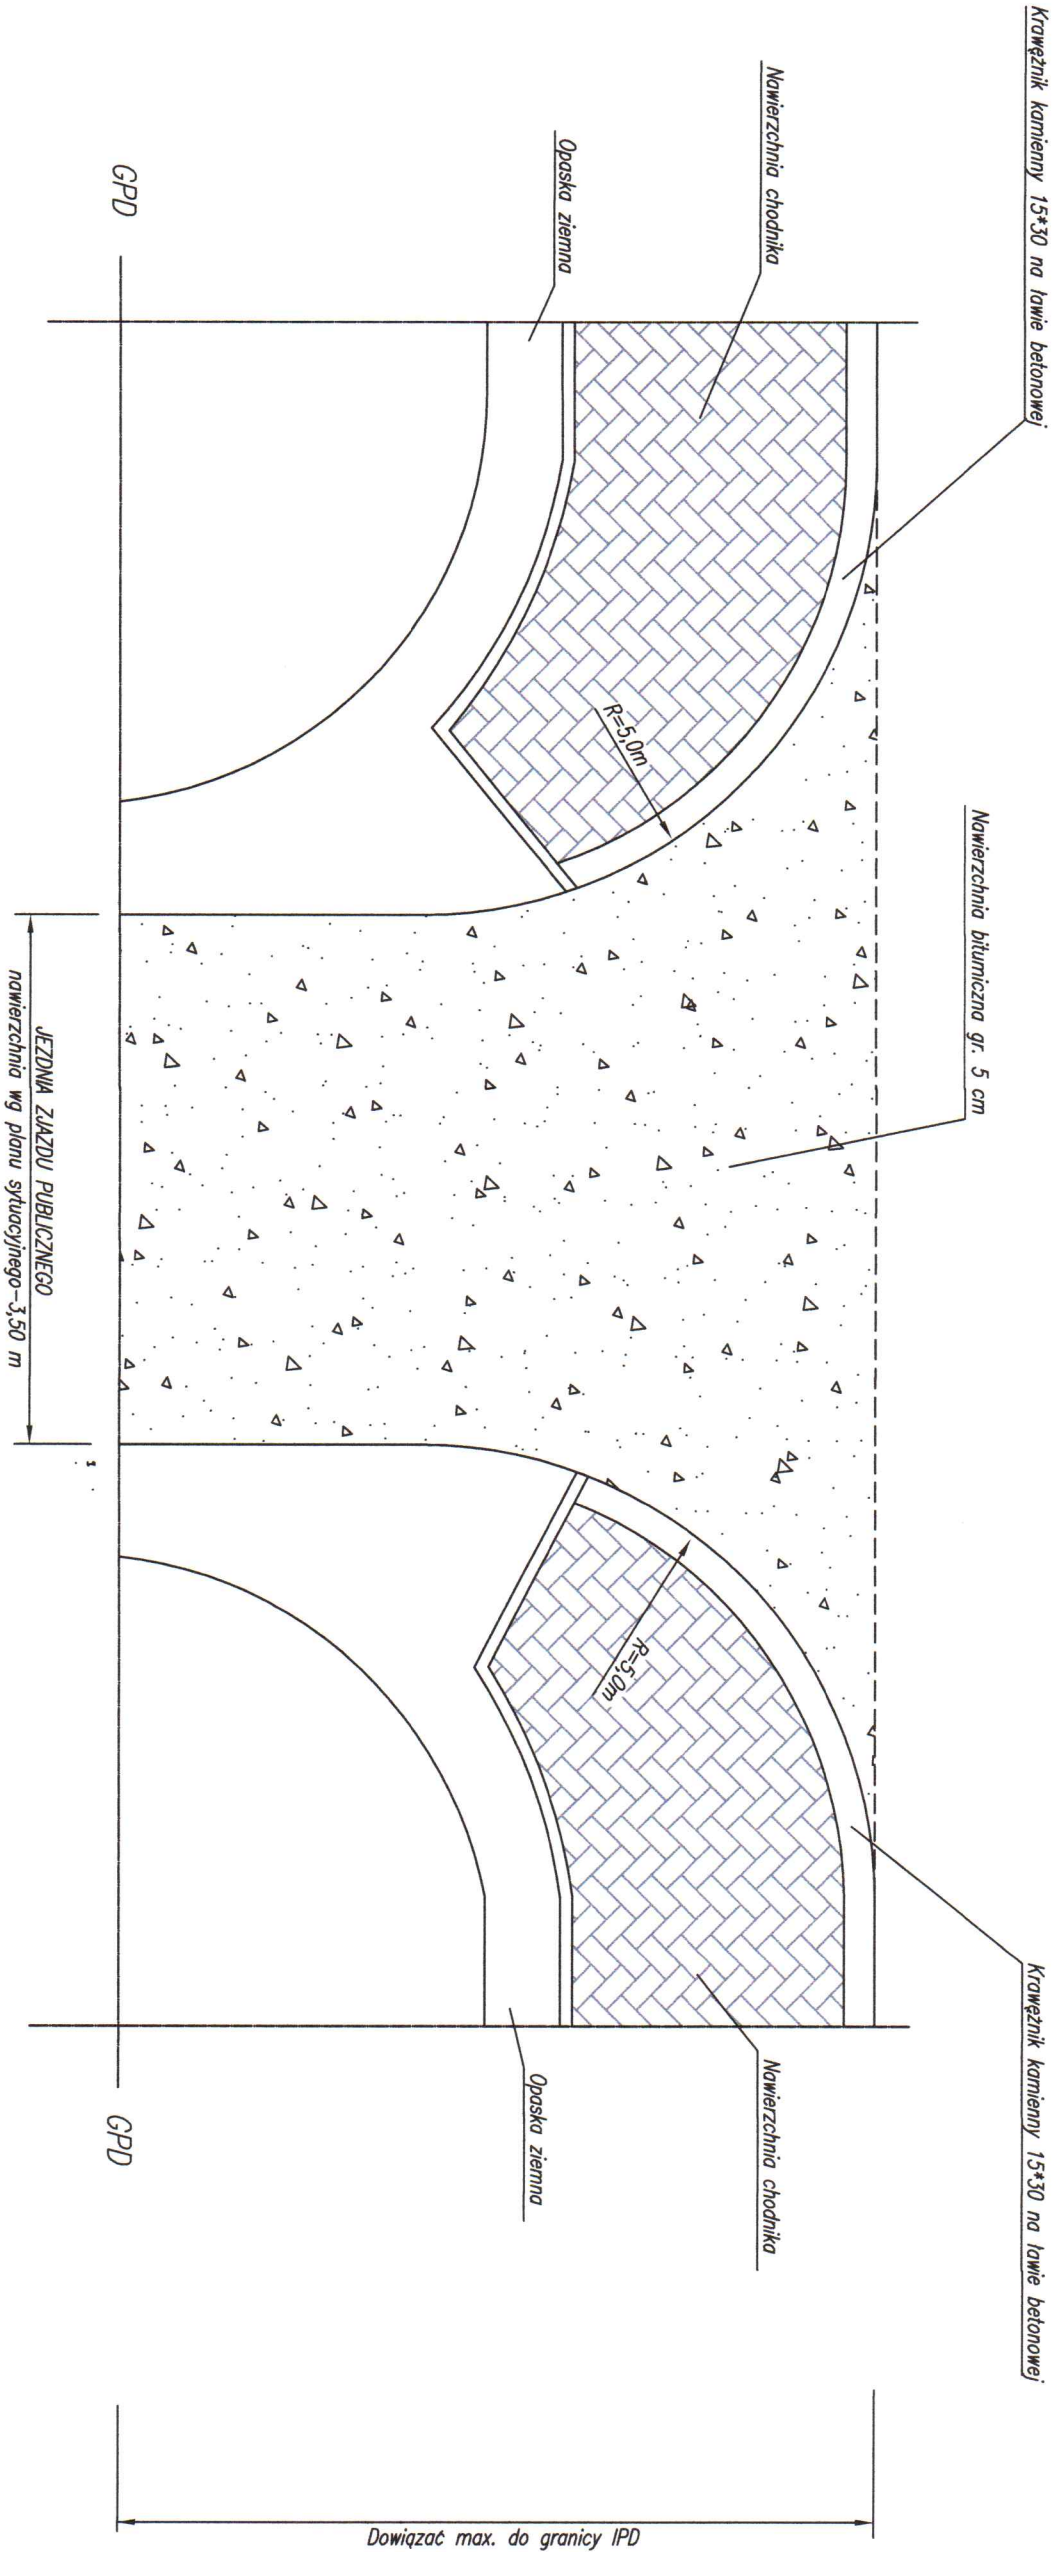 Krawężnik kamienny 15*30 na ławie betonowej
Krawężnik kamienny 15*30 na ławie betonowej
Nawierzchnia bitumiczna gr. 5 cm
Nawierzchnia chodnika
Nawierzchnia chodnika
R=5,0m
R=5,0m
Opaska ziemna
Opaska ziemna
GPD
GPD
JEZDNIA ZJAZDU PUBLICZNEGO
nawierzchnia wg planu sytuacyjnego-3,50 m
Dowiązać max. do granicy IPD